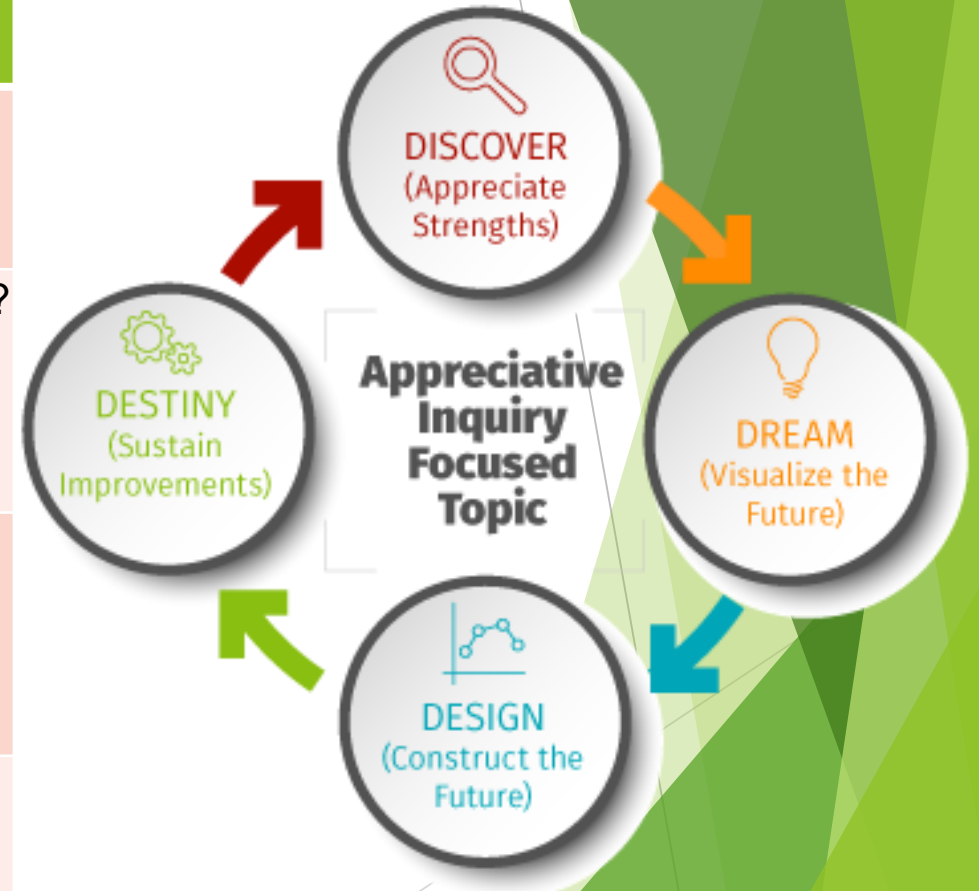 DISCOVER
(Appreciate
Strengths)
?
DESTINY
(Sustain
Improvements)
Appreciative
Inquiry
Focused
Topic
DREAM
(Visualize the
Future)
DESIGN
(Construct the
Future)